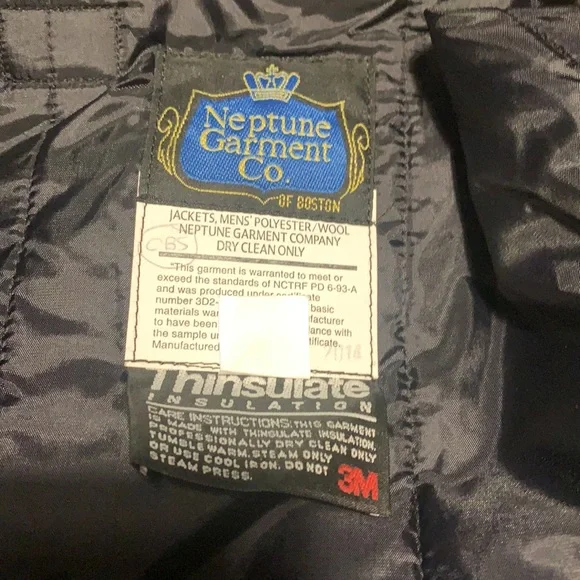 Neptune
Garment
Co.
OF BOSTON
JACKETS, MENS' POLYESTER/WOOL
NEPTUNE GARMENT COMPANY
DRY CLEAN ONLY
CBS
"This garment is warranted to meet or
exceed the standards of NCTRF PD 6-93-A
and was produced under certificate
number 3D2- basic
materials
to have been
the sample
Manufactured
Thinsulate
INSULATION
CARE INSTRUCTIONS: THIS GARMENT
IS MADE WITH THINSULATE INSULATION.
PROFESSIONALLY DRY CLEAN ONLY
TUMBLE WARM. STEAM ONLY
OR USE COOL IRON. DO NOT
STEAM PRESS.
3M